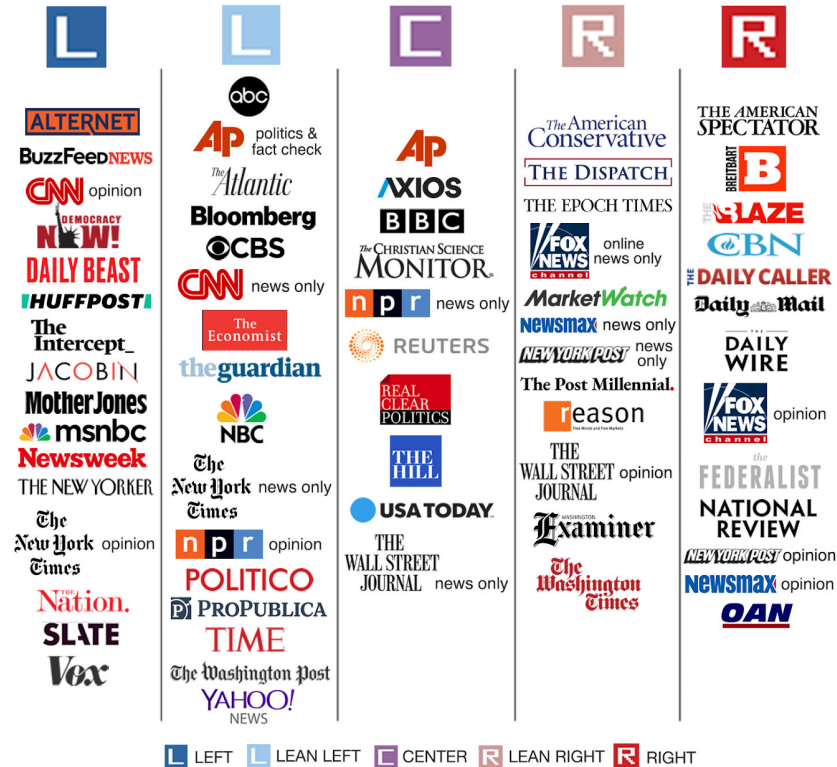 L
L
C
R
R
ALTERNET
BuzzFeedNEWS
CNN opinion
DEMOCRACY
NOW!
DAILY BEAST
HUFFPOST
The
Intercept_
JACOBIN
Mother Jones
msnbc
Newsweek
THE NEW YORKER
The
New York opinion
Times
THE
Nation.
SLATE
Vox
abc
AP politics &
fact check
The
Atlantic
Bloomberg
CBS
CNN news only
The
Economist
theguardian
NBC
The
New York news only
Times
npr opinion
POLITICO
PROPUBLICA
TIME
The Washington Post
YAHOO!
NEWS
AP
AXIOS
BBC
The CHRISTIAN SCIENCE
MONITOR®
npr news only
REUTERS
REAL
CLEAR
POLITICS
THE
HILL
USA TODAY
THE
WALL STREET
JOURNAL news only
The American
Conservative
THE DISPATCH
THE EPOCH TIMES
FOX
NEWS
channel
online
news only
MarketWatch
Newsmax news only
NEW YORK POST news
only
The Post Millennial.
reason
Free Minds and Free Markets
THE
WALL STREET opinion
JOURNAL
WASHINGTON
Examiner
The
Washington
Times
THE AMERICAN
SPECTATOR
BREITBART
B
THE BLAZE
CBN
THE DAILY CALLER
Daily Mail
THE
DAILY
WIRE
FOX
NEWS
channel
opinion
the
FEDERALIST
NATIONAL
REVIEW
NEW YORK POST opinion
Newsmax opinion
OAN
L LEFT L LEAN LEFT C CENTER R LEAN RIGHT R RIGHT